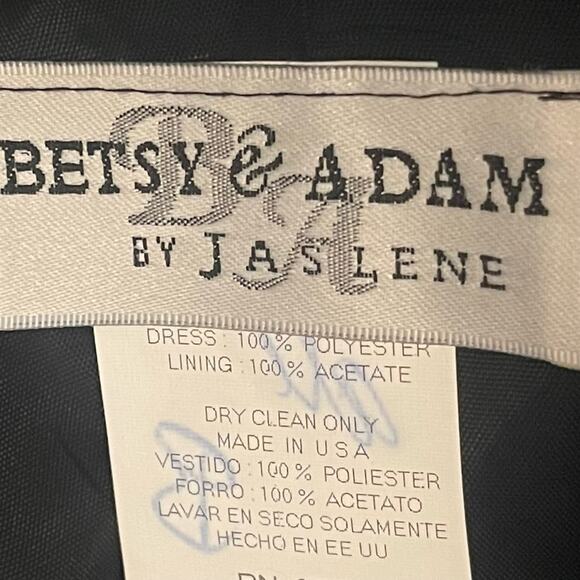 BETSY & ADAM
BA
BY JASLENE
DRESS : 100% POLYESTER
LINING : 100% ACETATE
DRY CLEAN ONLY
MADE IN U S A
VESTIDO : 100% POLIESTER
FORRO : 100% ACETATO
LAVAR EN SECO SOLAMENTE
HECHO EN EE UU